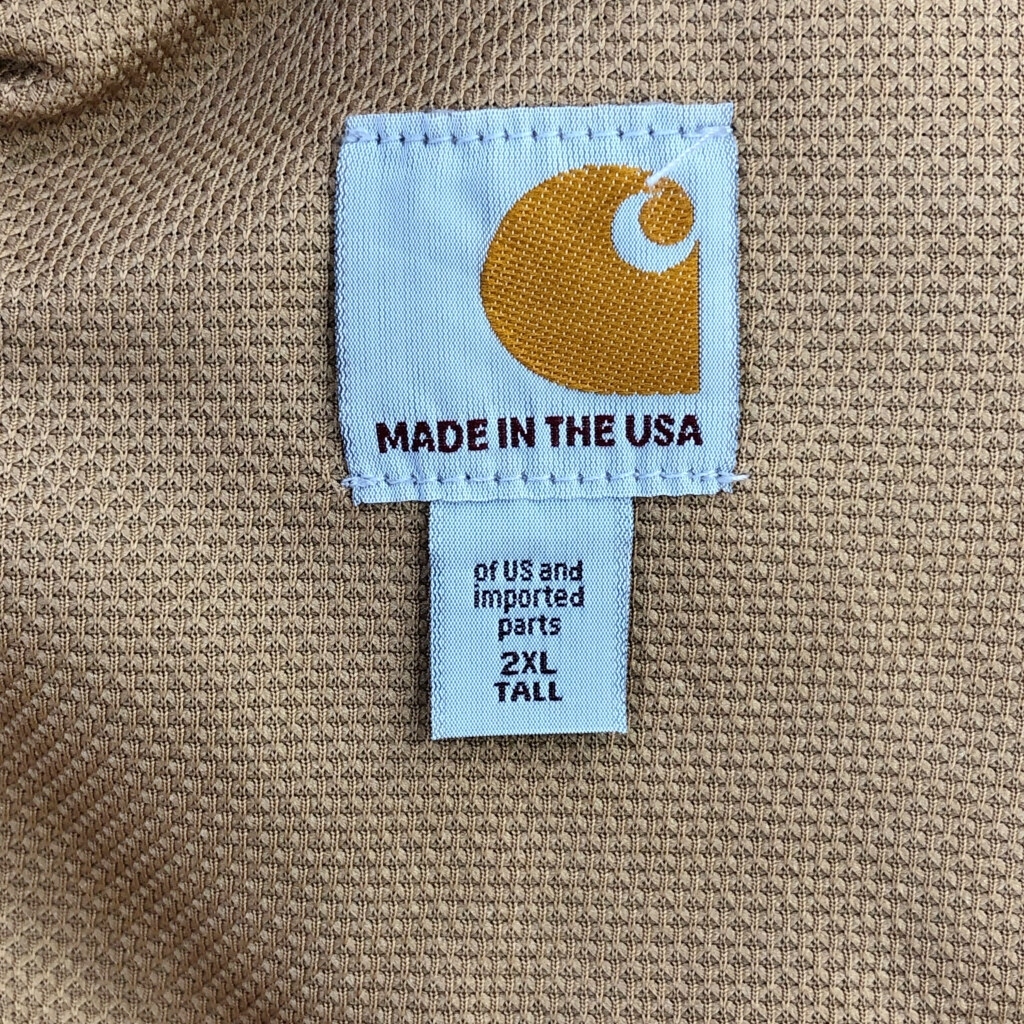 MADE IN THE USA
of US and
imported
parts
2XL
TALL